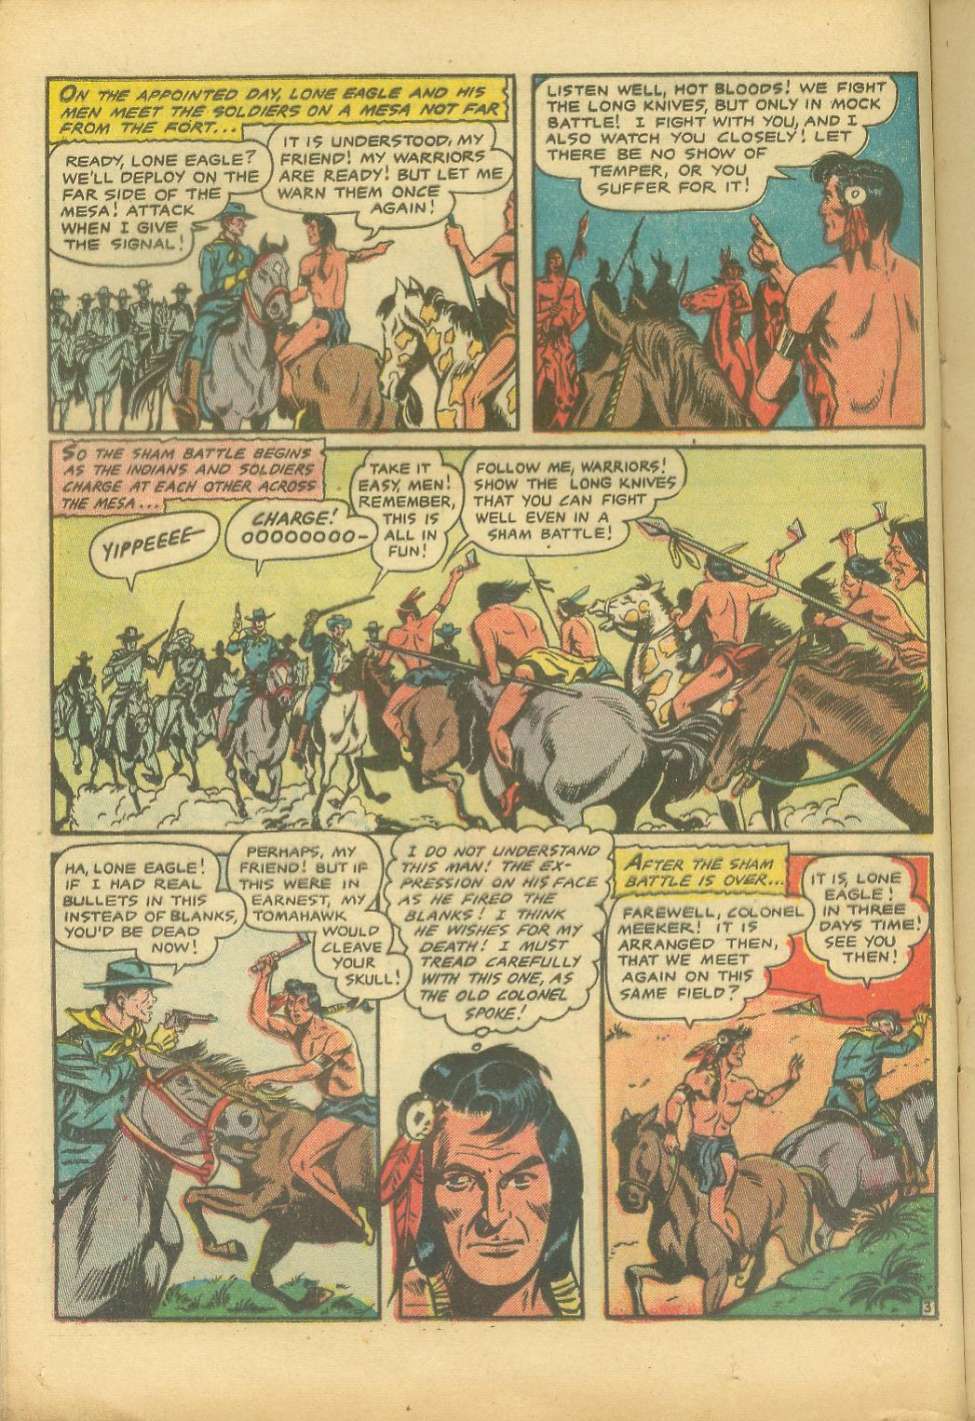 ON THE APPOINTED DAY, LONE EAGLE AND HIS
MEN MEET THE SOLDIERS ON A MESA NOT FAR
FROM THE FORT...
READY, LONE EAGLE?
WE'LL DEPLOY ON THE
FAR SIDE OF THE
MESA! ATTACK
WHEN I GIVE
THE SIGNAL!
IT IS UNDERSTOOD, MY
FRIEND! MY WARRIORS
ARE READY! BUT LET ME
WARN THEM ONCE
AGAIN!
LISTEN WELL, HOT BLOODS! WE FIGHT
THE LONG KNIVES, BUT ONLY IN MOCK
BATTLE! I FIGHT WITH YOU, AND I
ALSO WATCH YOU CLOSELY! LET
THERE BE NO SHOW OF
TEMPER, OR YOU
SUFFER FOR IT!
SO THE SHAM BATTLE BEGINS
AS THE INDIANS AND SOLDIERS
CHARGE AT EACH OTHER ACROSS
THE MESA...
YIPPEEEE-
CHARGE!
OOOOOOOO-
TAKE IT
EASY, MEN!
REMEMBER,
THIS IS
ALL IN
FUN!
FOLLOW ME, WARRIORS!
SHOW THE LONG KNIVES
THAT YOU CAN FIGHT
WELL EVEN IN A
SHAM BATTLE!
HA, LONE EAGLE!
IF I HAD REAL
BULLETS IN THIS
INSTEAD OF BLANKS,
YOU'D BE DEAD
NOW!
PERHAPS, MY
FRIEND! BUT IF
THIS WERE IN
EARNEST, MY
TOMAHAWK
WOULD
CLEAVE
YOUR
SKULL!
I DO NOT UNDERSTAND
THIS MAN! THE EX-
PRESSION ON HIS FACE
AS HE FIRED THE
BLANKS! I THINK
HE WISHES FOR MY
DEATH! I MUST
TREAD CAREFULLY
WITH THIS ONE, AS
THE OLD COLONEL
SPOKE!
AFTER THE SHAM
BATTLE IS OVER...
FAREWELL, COLONEL
MEEKER! IT IS
ARRANGED THEN,
THAT WE MEET
AGAIN ON THIS
SAME FIELD?
IT IS, LONE
EAGLE!
IN THREE
DAYS TIME!
SEE YOU
THEN!
3